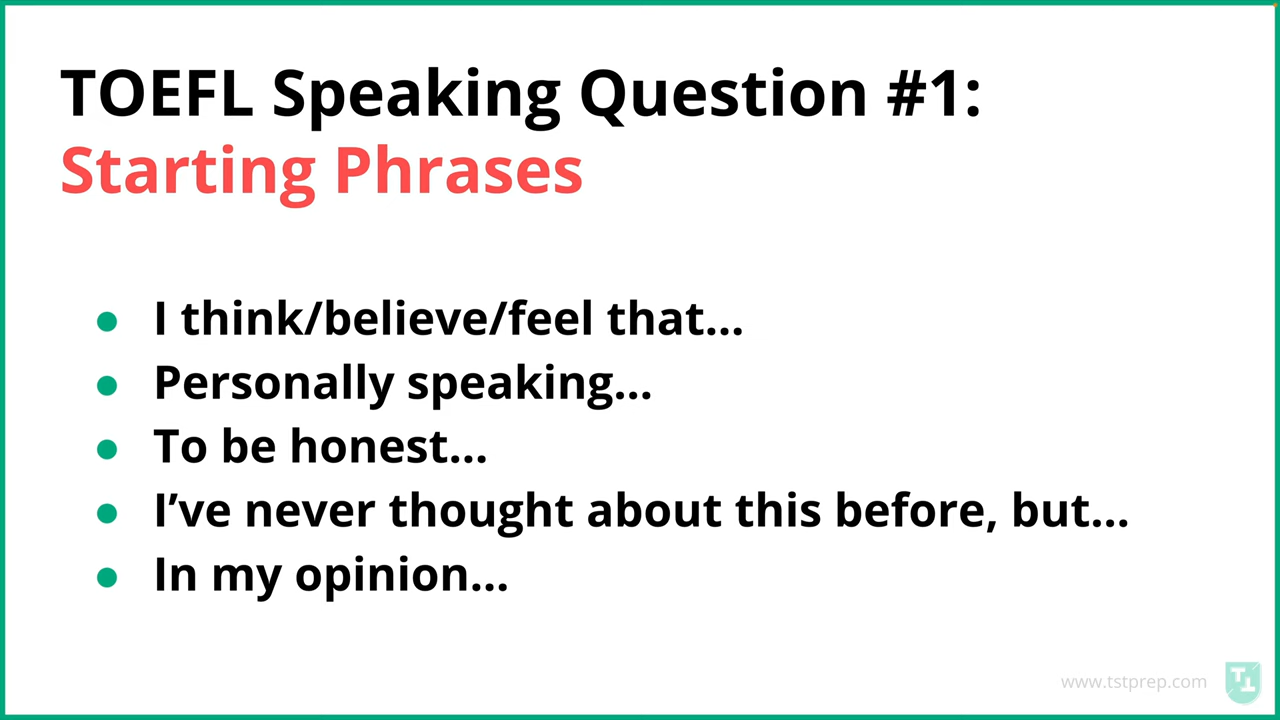 TOEFL Speaking Question #1:
Starting Phrases
● I think/believe/feel that...
● Personally speaking...
● To be honest...
● I’ve never thought about this before, but...
● In my opinion...
www.tstprep.com